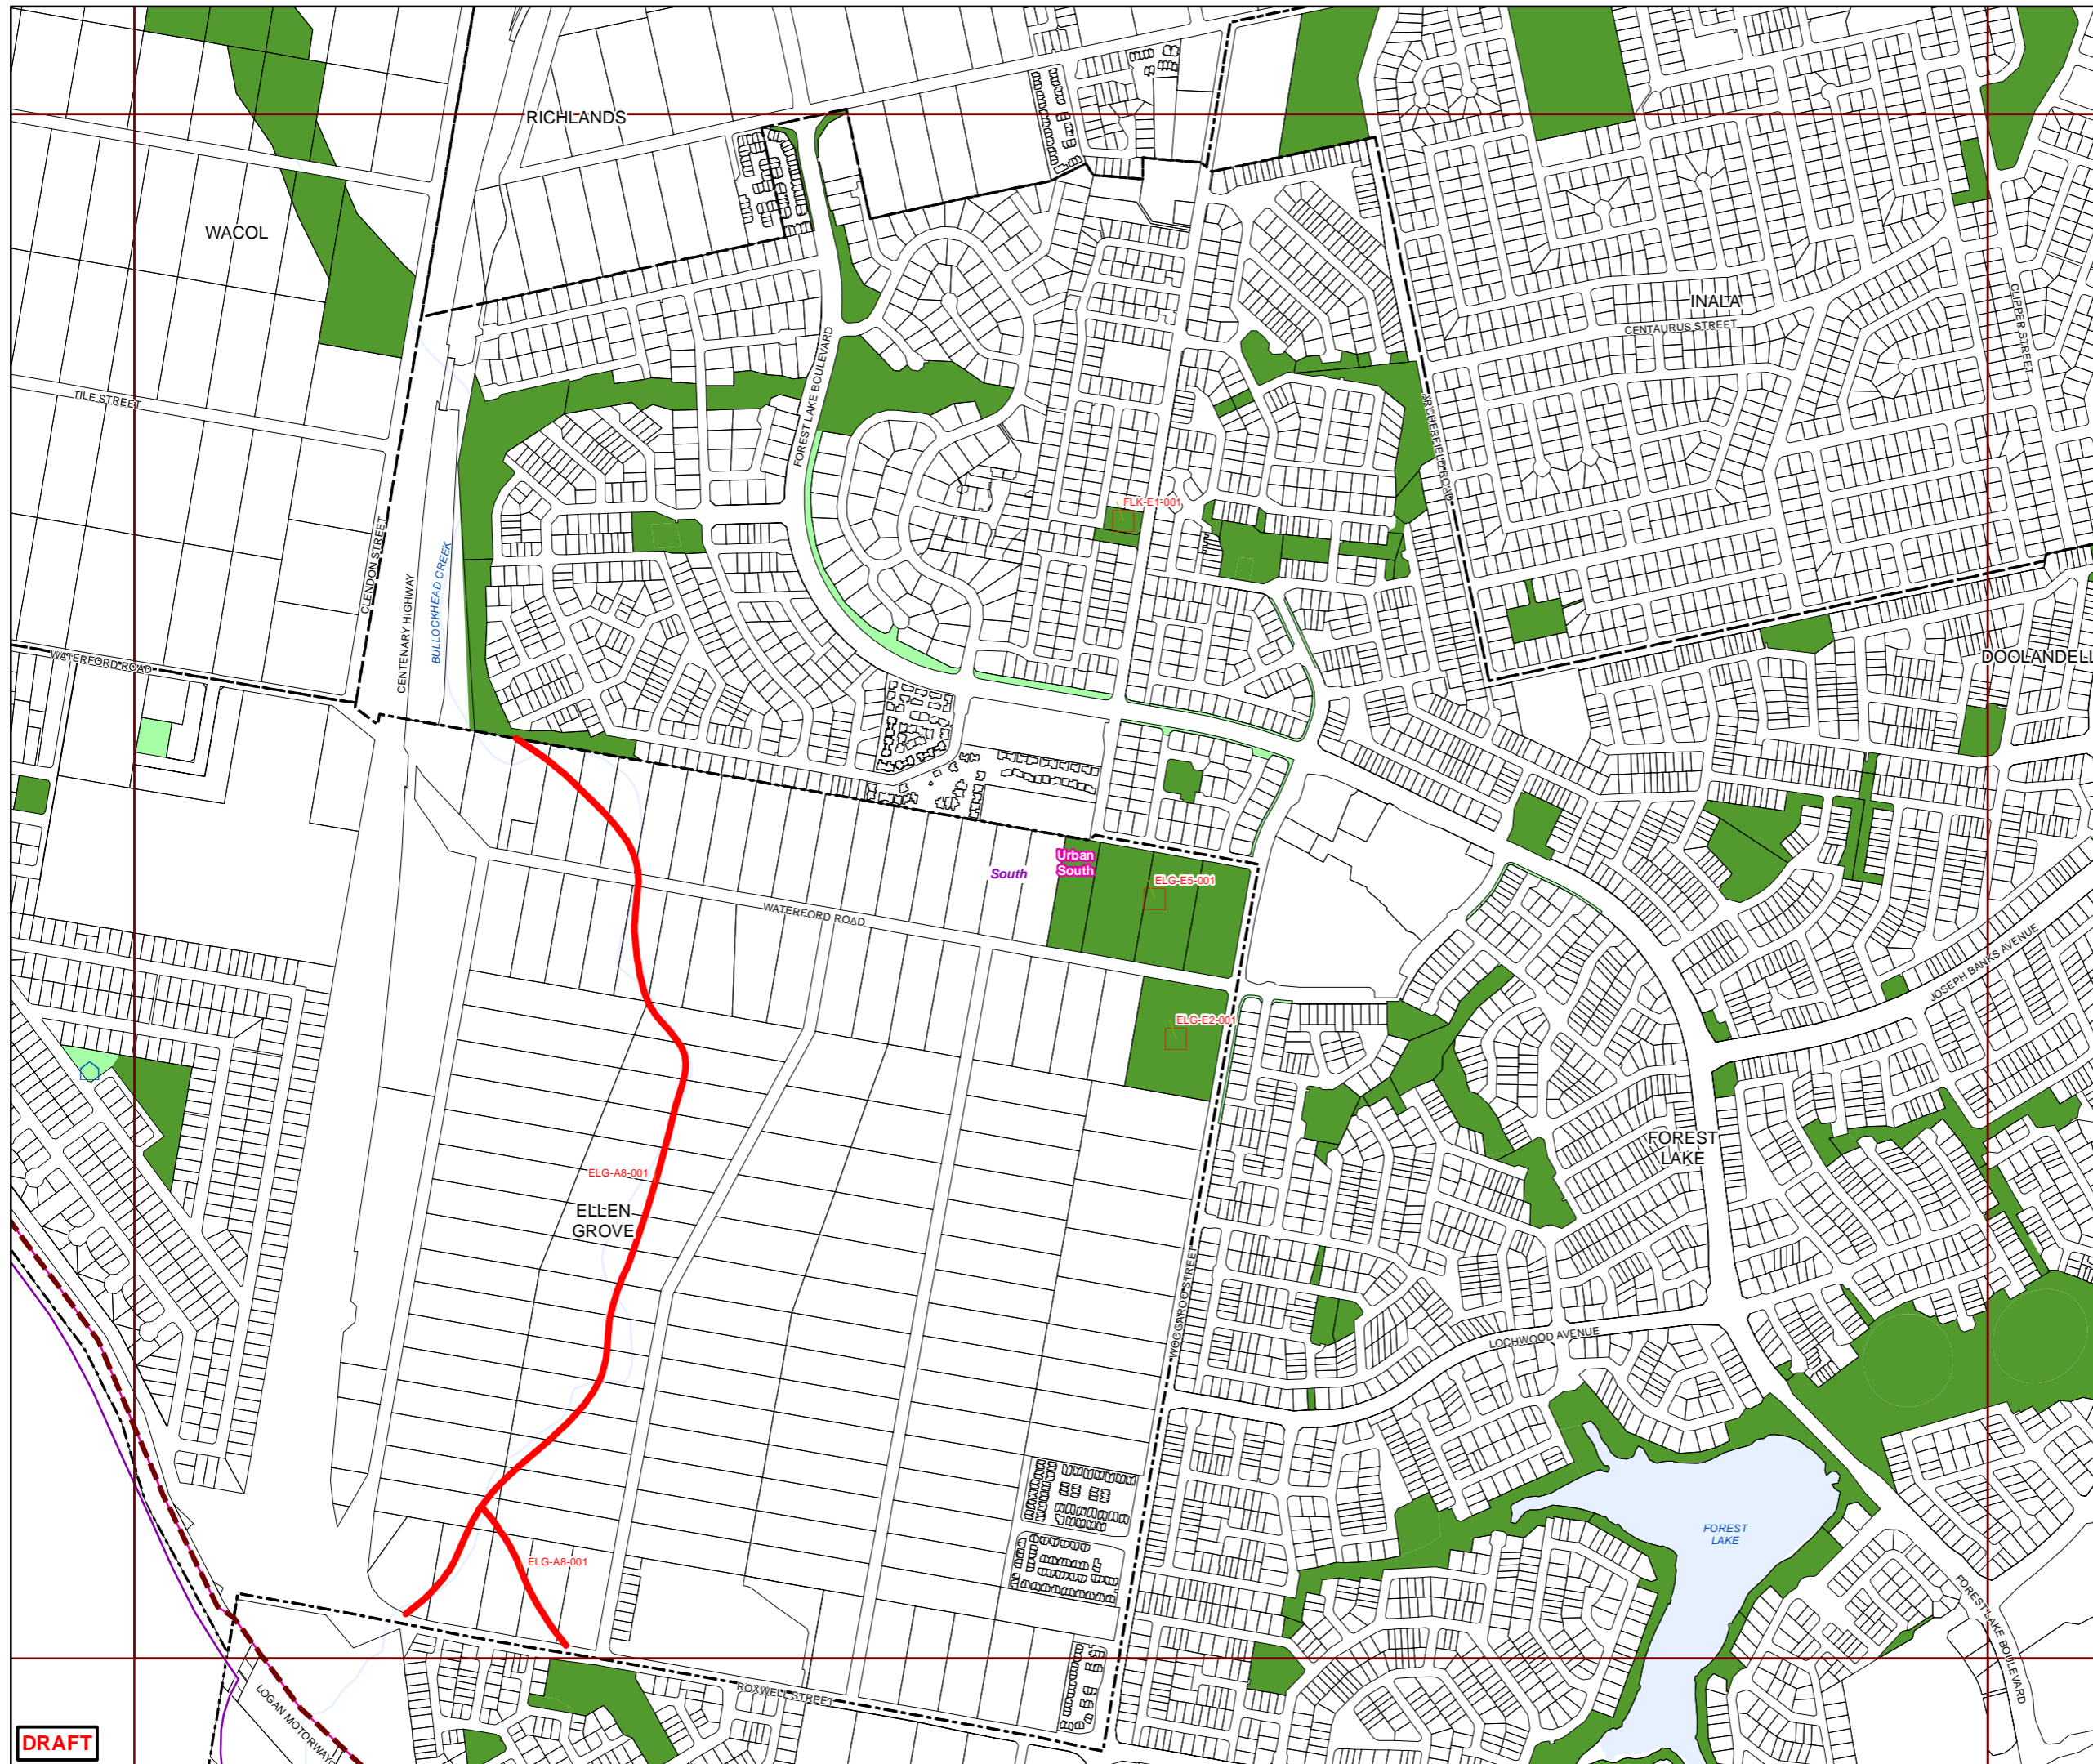 RICHLANDS
WACOL
INALA
CENTAURUS STREET
CLIPPER STREET
FOREST LAKE BOULEVARD
TILE STREET
ARCHERFIELD ROAD
FLK-E1-001
CLENDON STREET
BULLOCKHEAD CREEK
CENTENARY HIGHWAY
WATERFORD ROAD
DOOLANDELL
Urban
South
South
ELG-E5-001
WATERFORD ROAD
JOSEPH BANKS AVENUE
ELG-E2-001
FOREST
LAKE
ELG-A8-001
ELLEN
GROVE
WOOGAROO STREET
LOCHWOOD AVENUE
FOREST
LAKE
ELG-A8-001
FOREST LAKE BOULEVARD
ROXWELL STREET
LOGAN MOTORWAY
DRAFT